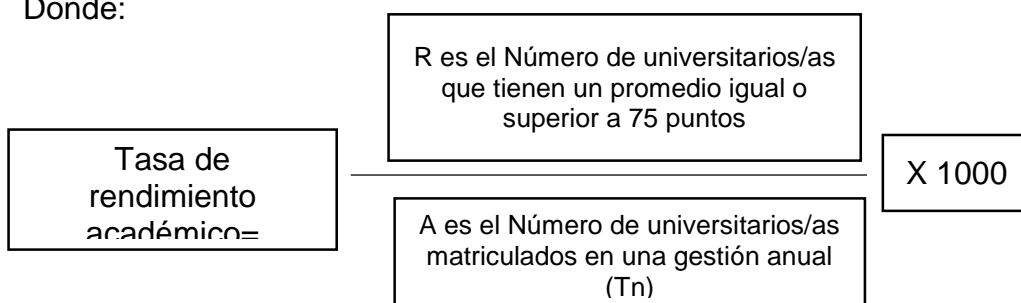 Donde:
R es el Número de universitarios/as
que tienen un promedio igual o
superior a 75 puntos
Tasa de
rendimiento
académico=
X 1000
A es el Número de universitarios/as
matriculados en una gestión anual
(Tn)